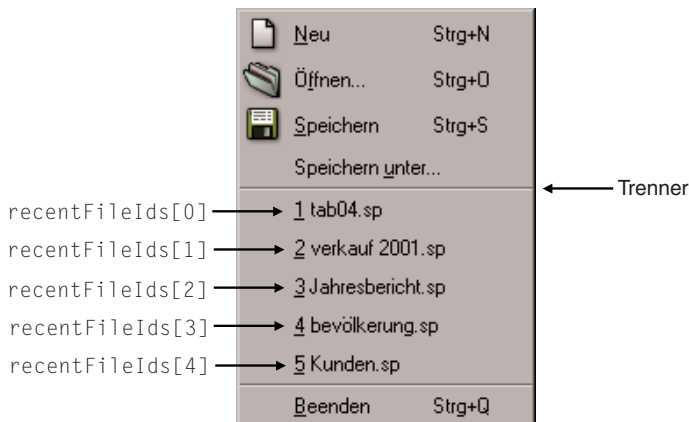 Neu Strg+N
Öffnen... Strg+O
Speichern Strg+S
Speichern unter...
Trenner
recentFileIds[0] 1 tab04.sp
recentFileIds[1] 2 verkauf 2001.sp
recentFileIds[2] 3 Jahresbericht.sp
recentFileIds[3] 4 bevölkerung.sp
recentFileIds[4] 5 Kunden.sp
Beenden Strg+Q